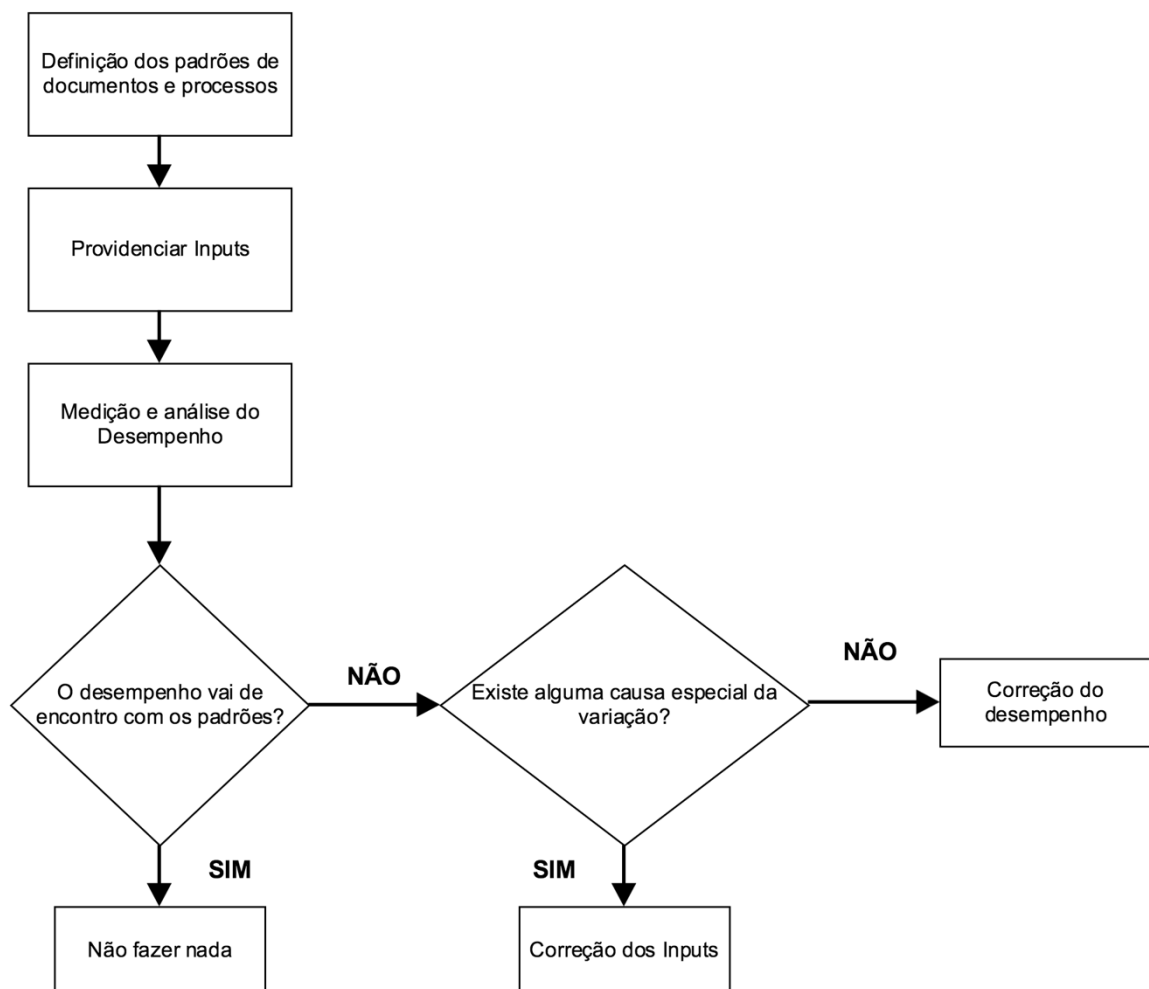 Definição dos padrões de
documentos e processos
Providenciar Inputs
Medição e análise do
Desempenho
O desempenho vai de
encontro com os padrões?
NÃO
Existe alguma causa especial da
variação?
NÃO
Correção do
desempenho
SIM
Não fazer nada
SIM
Correção dos Inputs